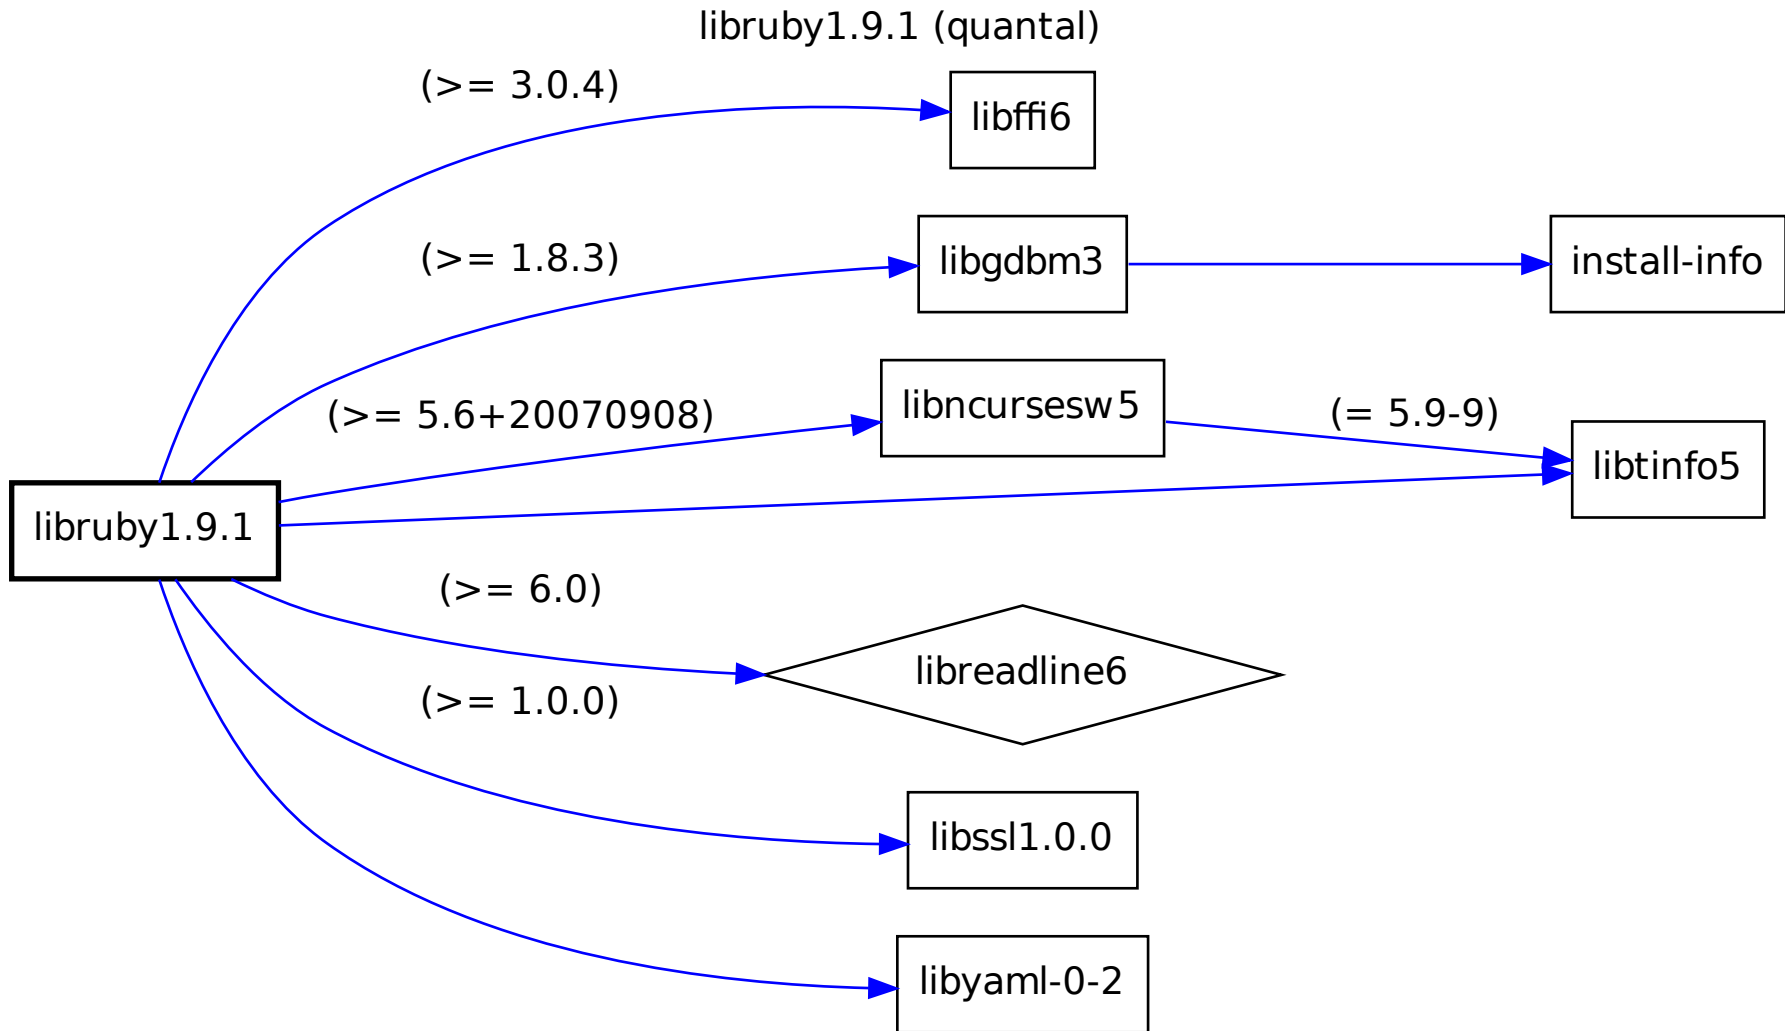 libruby1.9.1 (quantal)
(>= 3.0.4)
libffi6
(>= 1.8.3)
libgdbm3
install-info
(>= 5.6+20070908)
libncursesw5
(= 5.9-9)
libtinfo5
libruby1.9.1
(>= 6.0)
libreadline6
(>= 1.0.0)
libssl1.0.0
libyaml-0-2